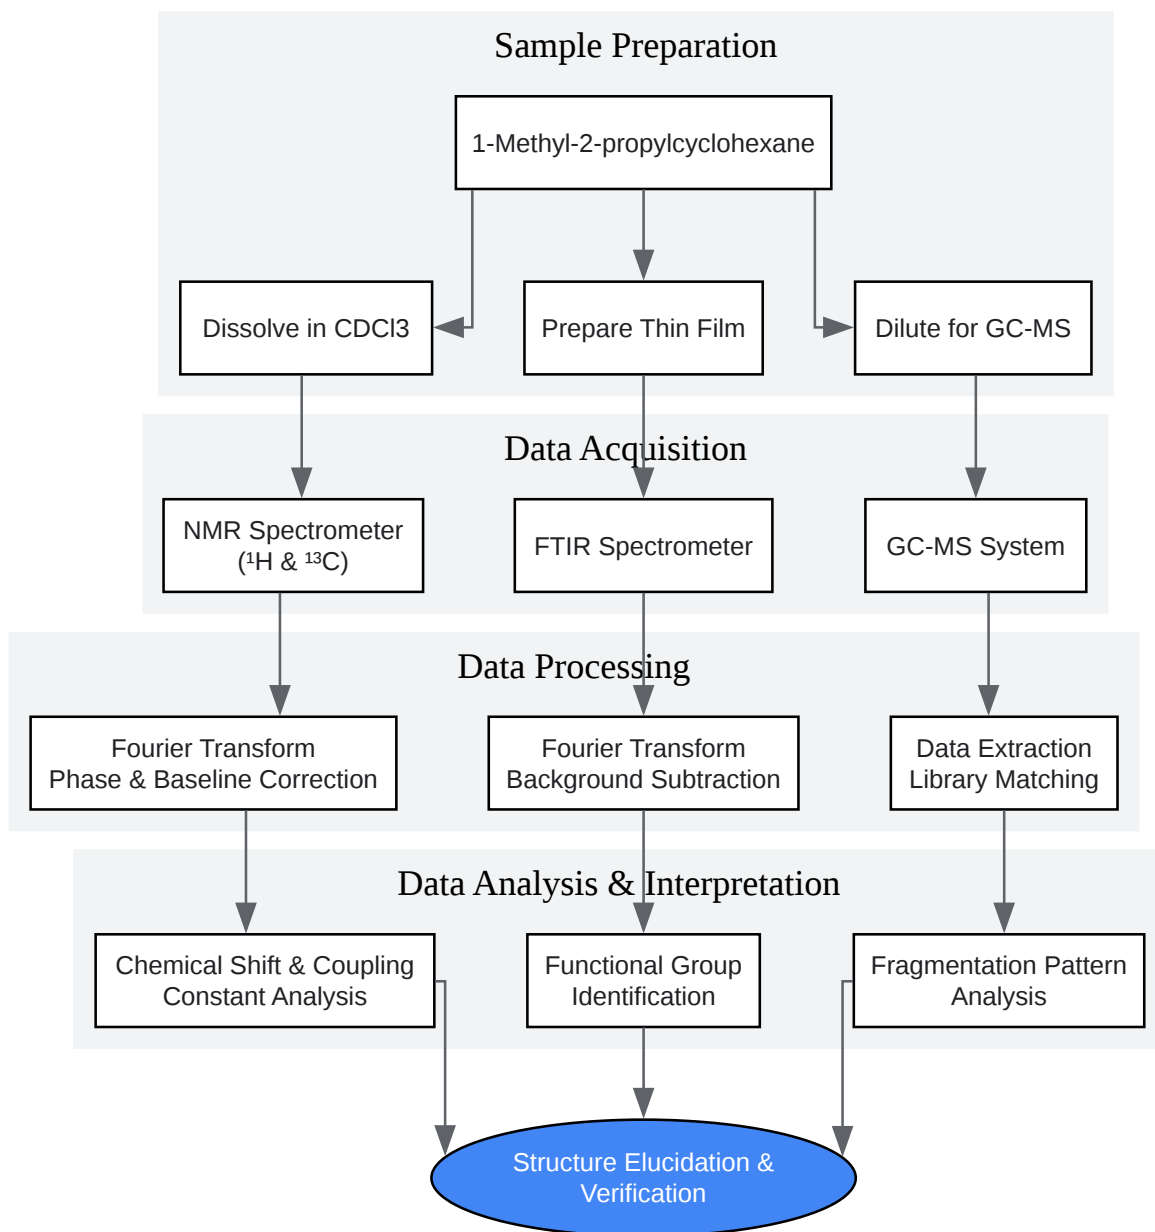 Sample Preparation
1-Methyl-2-propylcyclohexane
Dissolve in CDCl3
Prepare Thin Film
Dilute for GC-MS
Data Acquisition
NMR Spectrometer
(¹H & ¹³C)
FTIR Spectrometer
GC-MS System
Data Processing
Fourier Transform
Phase & Baseline Correction
Fourier Transform
Background Subtraction
Data Extraction
Library Matching
Data Analysis & Interpretation
Chemical Shift & Coupling
Constant Analysis
Functional Group
Identification
Fragmentation Pattern
Analysis
Structure Elucidation &
Verification